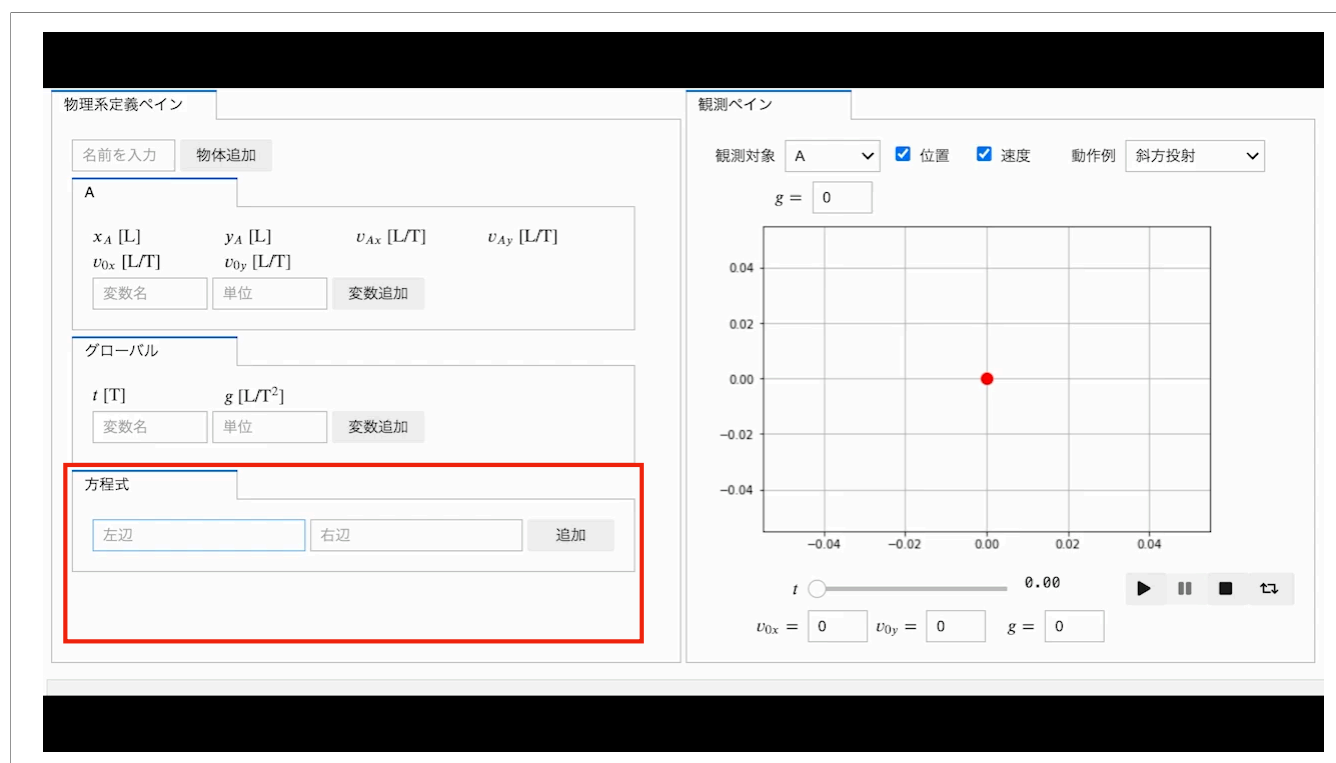 物理系定義ペイン
名前を入力 物体追加
A
x_A [L] y_A [L] v_Ax [L/T] v_Ay [L/T]
v_0x [L/T] v_0y [L/T]
変数名 単位 変数追加
グローバル
t [T] g [L/T²]
変数名 単位 変数追加
方程式
左辺 右辺 追加
観測ペイン
観測対象 A 位置 速度 動作例 斜方投射
g = 0
0.04
0.02
0.00
−0.02
−0.04
−0.04 −0.02 0.00 0.02 0.04
t 0.00
v_0x = 0 v_0y = 0 g = 0